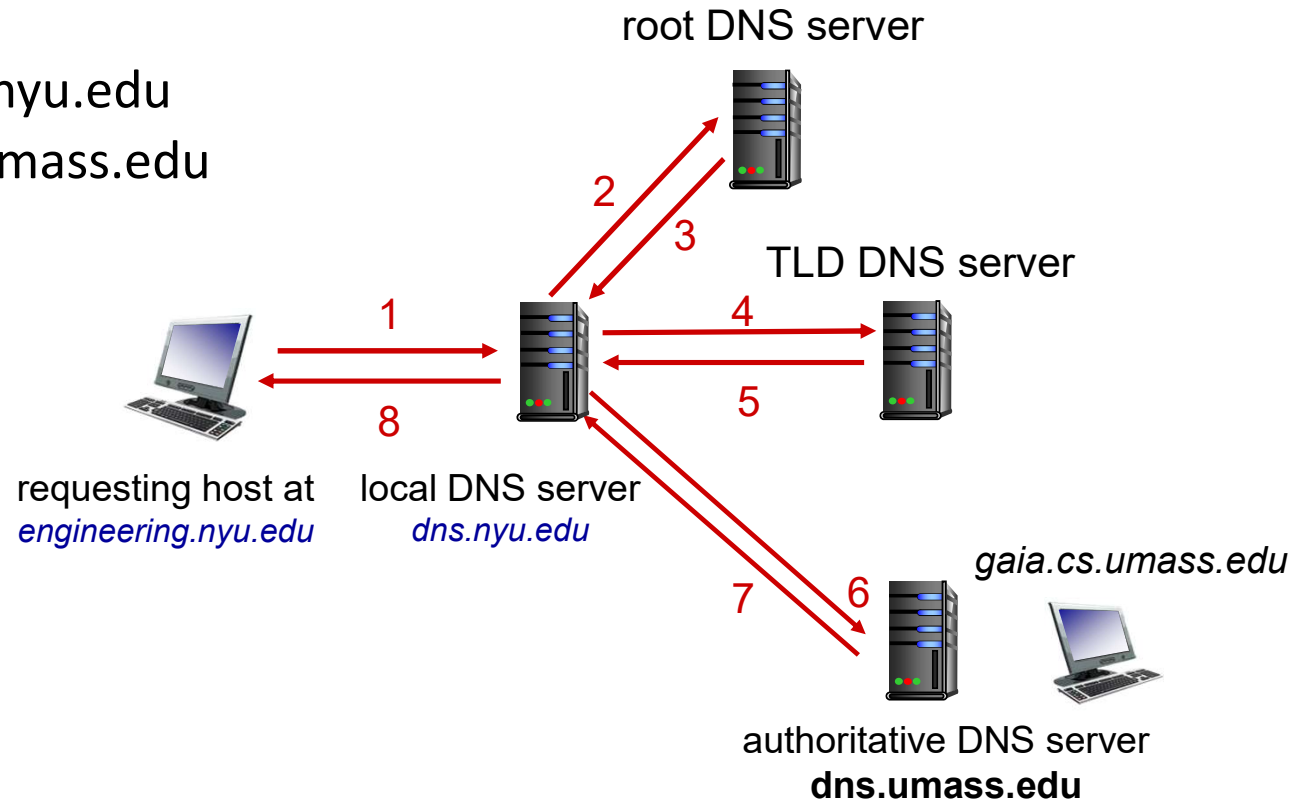 root DNS server
nyu.edu
umass.edu
2
3
TLD DNS server
1
4
5
8
requesting host at
engineering.nyu.edu
local DNS server
dns.nyu.edu
gaia.cs.umass.edu
6
7
authoritative DNS server
dns.umass.edu